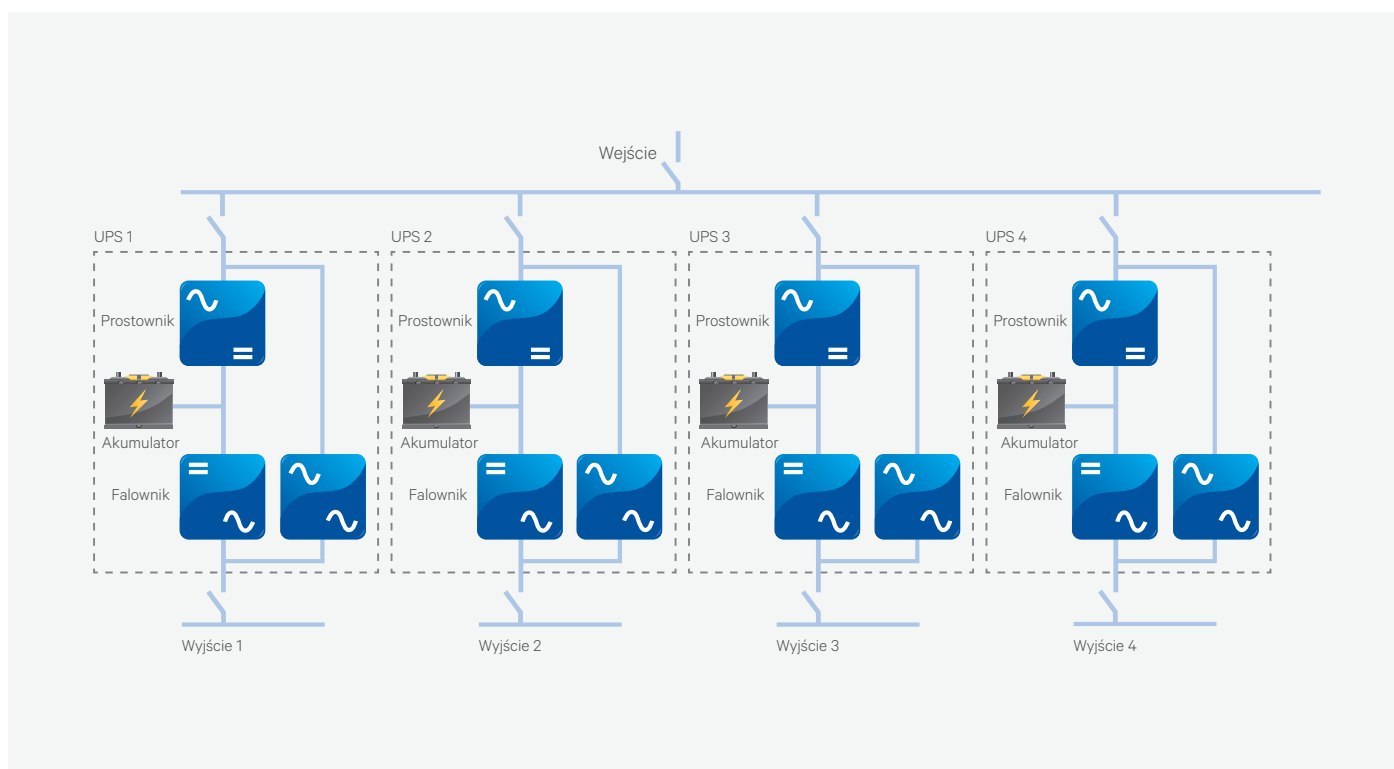 Wejście
UPS 1
UPS 2
UPS 3
UPS 4
Prostownik
Prostownik
Prostownik
Prostownik
Akumulator
Akumulator
Akumulator
Akumulator
Falownik
Falownik
Falownik
Falownik
Wyjście 1
Wyjście 2
Wyjście 3
Wyjście 4